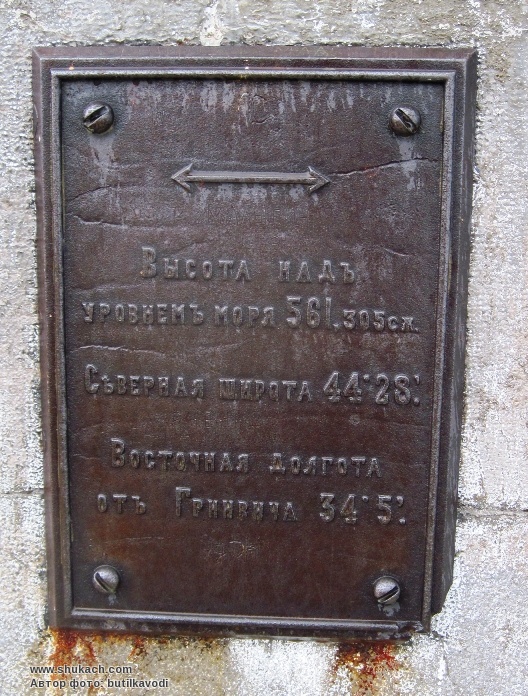 Высота надъ
уровнемъ моря 561,305 сж.
Сѣверная широта 44°28'.
Восточная долгота
отъ Гринвича 34°5'.
www.shukach.com
Автор фото: butilkavodi